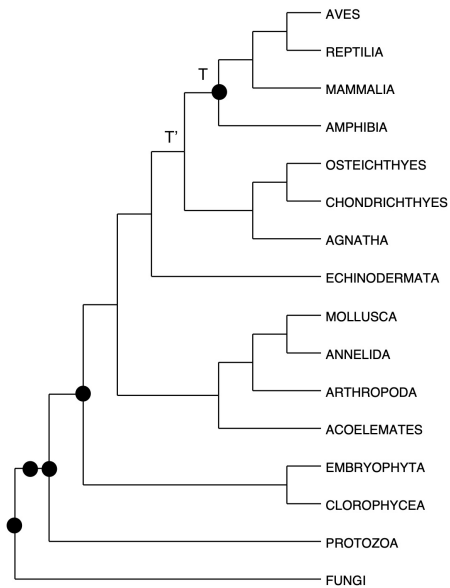 AVES
T
REPTILIA
MAMMALIA
AMPHIBIA
T'
OSTEICHTHYES
CHONDRICHTHYES
AGNATHA
ECHINODERMATA
MOLLUSCA
ANNELIDA
ARTHROPODA
ACOELEMATES
EMBRYOPHYTA
CLOROPHYCEA
PROTOZOA
FUNGI